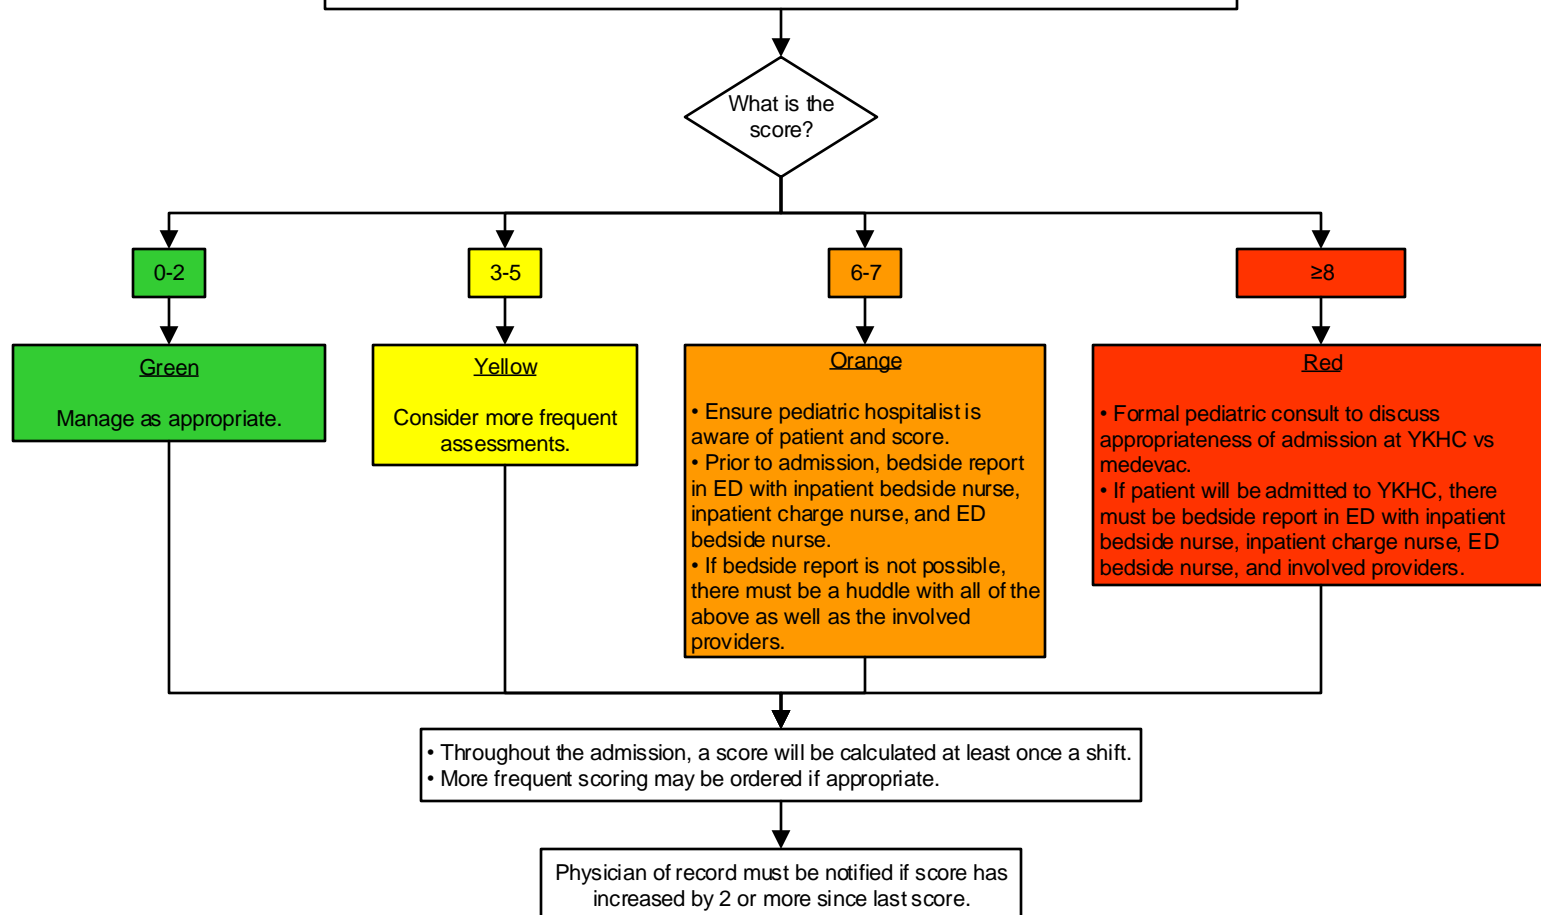 What is the
score?
0-2
3-5
6-7
≥8
Green
Manage as appropriate.
Yellow
Consider more frequent
assessments.
Orange
• Ensure pediatric hospitalist is
aware of patient and score.
• Prior to admission, bedside report
in ED with inpatient bedside nurse,
inpatient charge nurse, and ED
bedside nurse.
• If bedside report is not possible,
there must be a huddle with all of the
above as well as the involved
providers.
Red
• Formal pediatric consult to discuss
appropriateness of admission at YKHC vs
medevac.
• If patient will be admitted to YKHC, there
must be bedside report in ED with inpatient
bedside nurse, inpatient charge nurse, ED
bedside nurse, and involved providers.
• Throughout the admission, a score will be calculated at least once a shift.
• More frequent scoring may be ordered if appropriate.
Physician of record must be notified if score has
increased by 2 or more since last score.